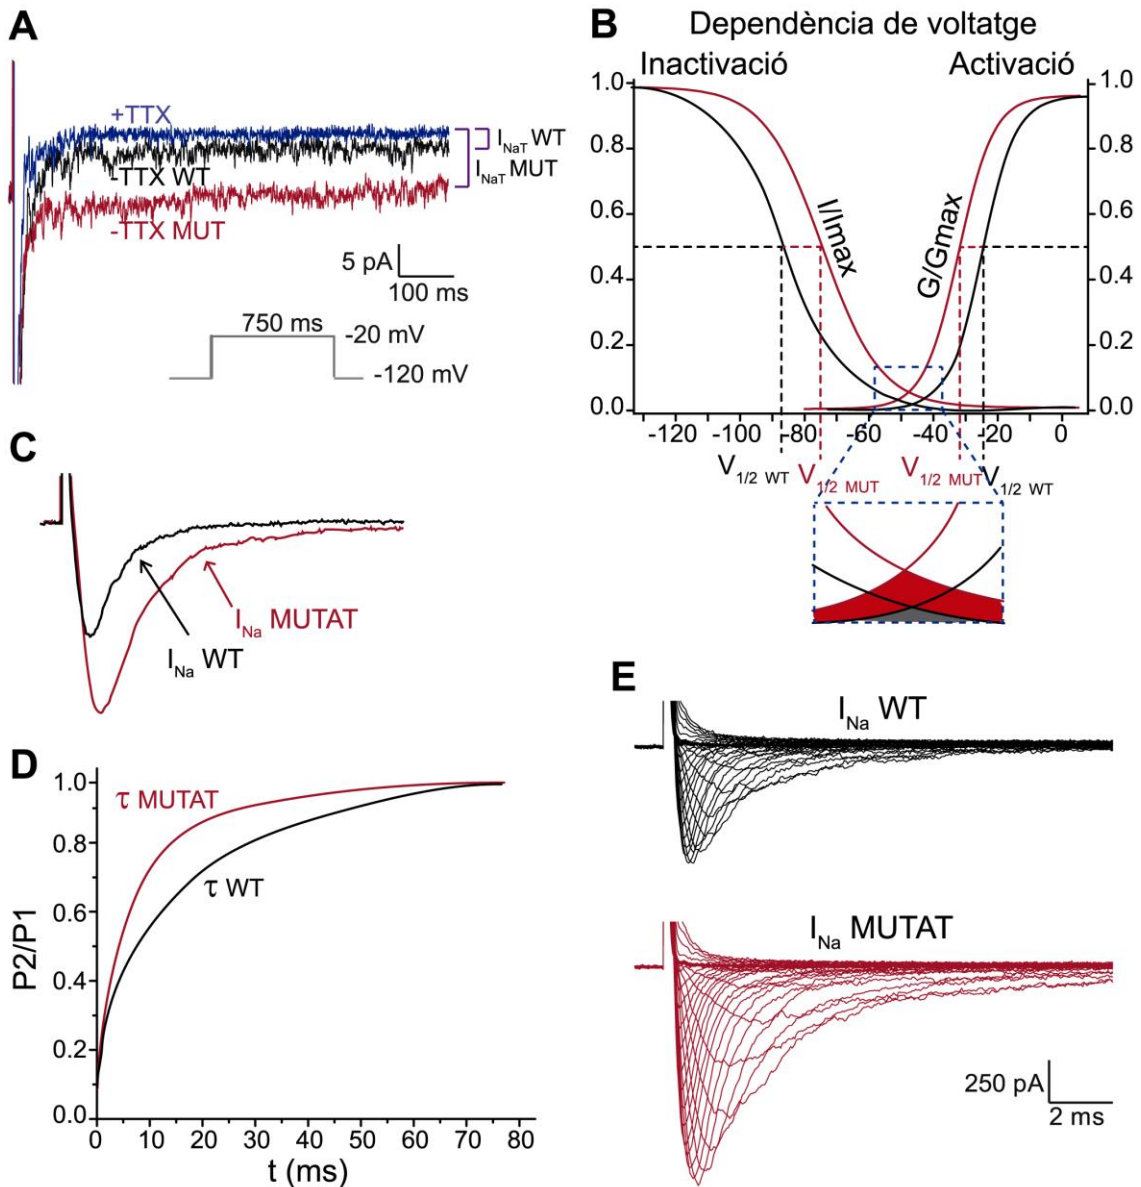 A
+TTX
-TTX WT
-TTX MUT
I_NaT WT
I_NaT MUT
5 pA
100 ms
750 ms
-20 mV
-120 mV
B
Dependència de voltatge
Inactivació
Activació
1.0
0.8
0.6
0.4
0.2
0.0
I/Imax
G/Gmax
1.0
0.8
0.6
0.4
0.2
0.0
-120 -100 -80 -60 -40 -20 0
V_1/2 WT
V_1/2 MUT
V_1/2 MUT
V_1/2 WT
C
I_Na WT
I_Na MUTAT
D
P2/P1
1.0
0.8
0.6
0.4
0.2
0.0
τ MUTAT
τ WT
0 10 20 30 40 50 60 70 80
t (ms)
E
I_Na WT
I_Na MUTAT
250 pA
2 ms